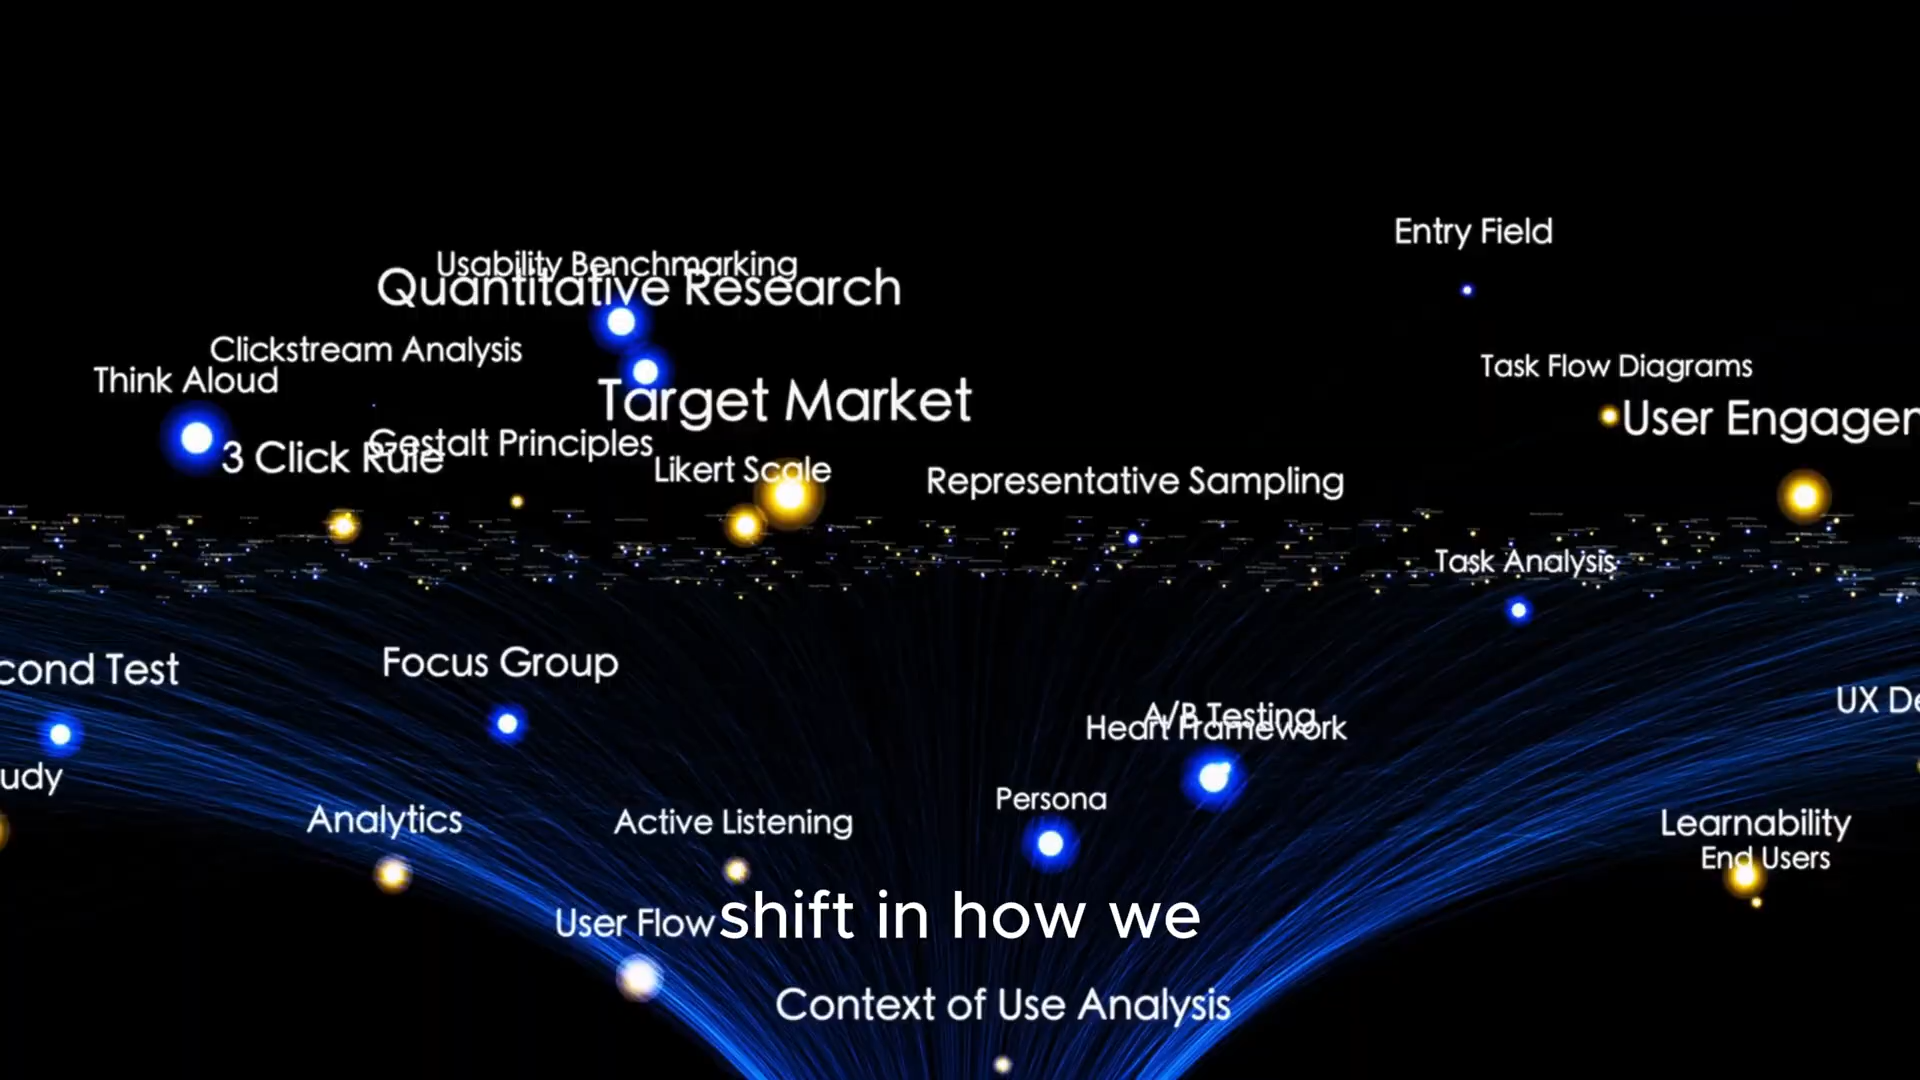 Entry Field
Usability Benchmarking
Quantitative Research
Clickstream Analysis
Think Aloud
Task Flow Diagrams
Target Market
User Engagem
Gestalt Principles
3 Click Rule
Likert Scale
Representative Sampling
Task Analysis
Focus Group
cond Test
UX De
A/B Testing
Heart Framework
udy
Persona
Analytics
Active Listening
Learnability
End Users
shift in how we
User Flow
Context of Use Analysis